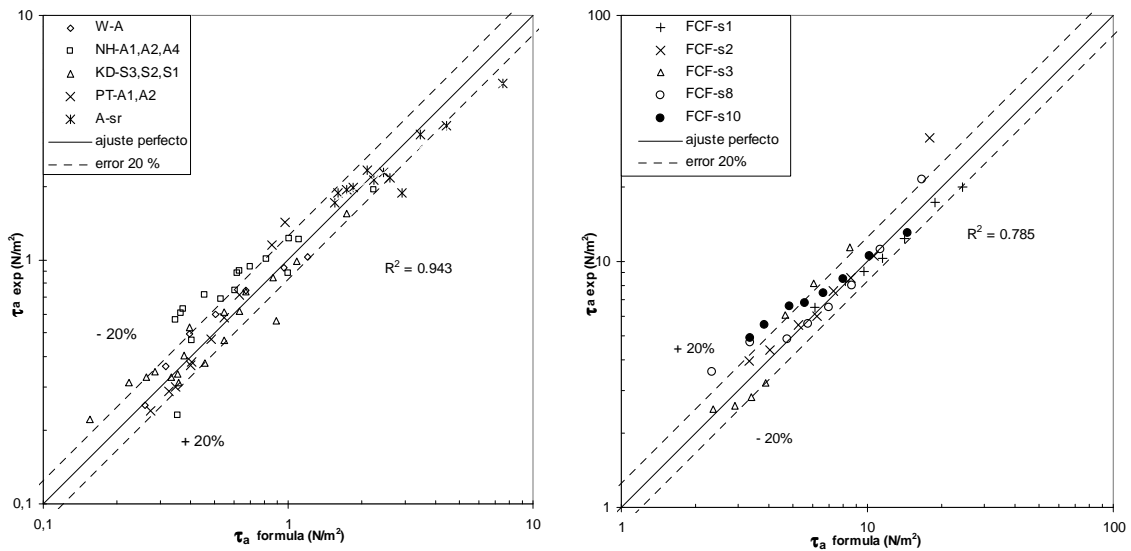 10
W-A
NH-A1,A2,A4
KD-S3,S2,S1
PT-A1,A2
A-sr
ajuste perfecto
error 20 %
τa exp (N/m²)
1
R² = 0.943
- 20%
+ 20%
0,1
0,1
1
10
τa formula (N/m²)
100
FCF-s1
FCF-s2
FCF-s3
FCF-s8
FCF-s10
ajuste perfecto
error 20%
τa exp (N/m²)
10
R² = 0.785
+ 20%
- 20%
1
1
10
100
τa formula (N/m²)